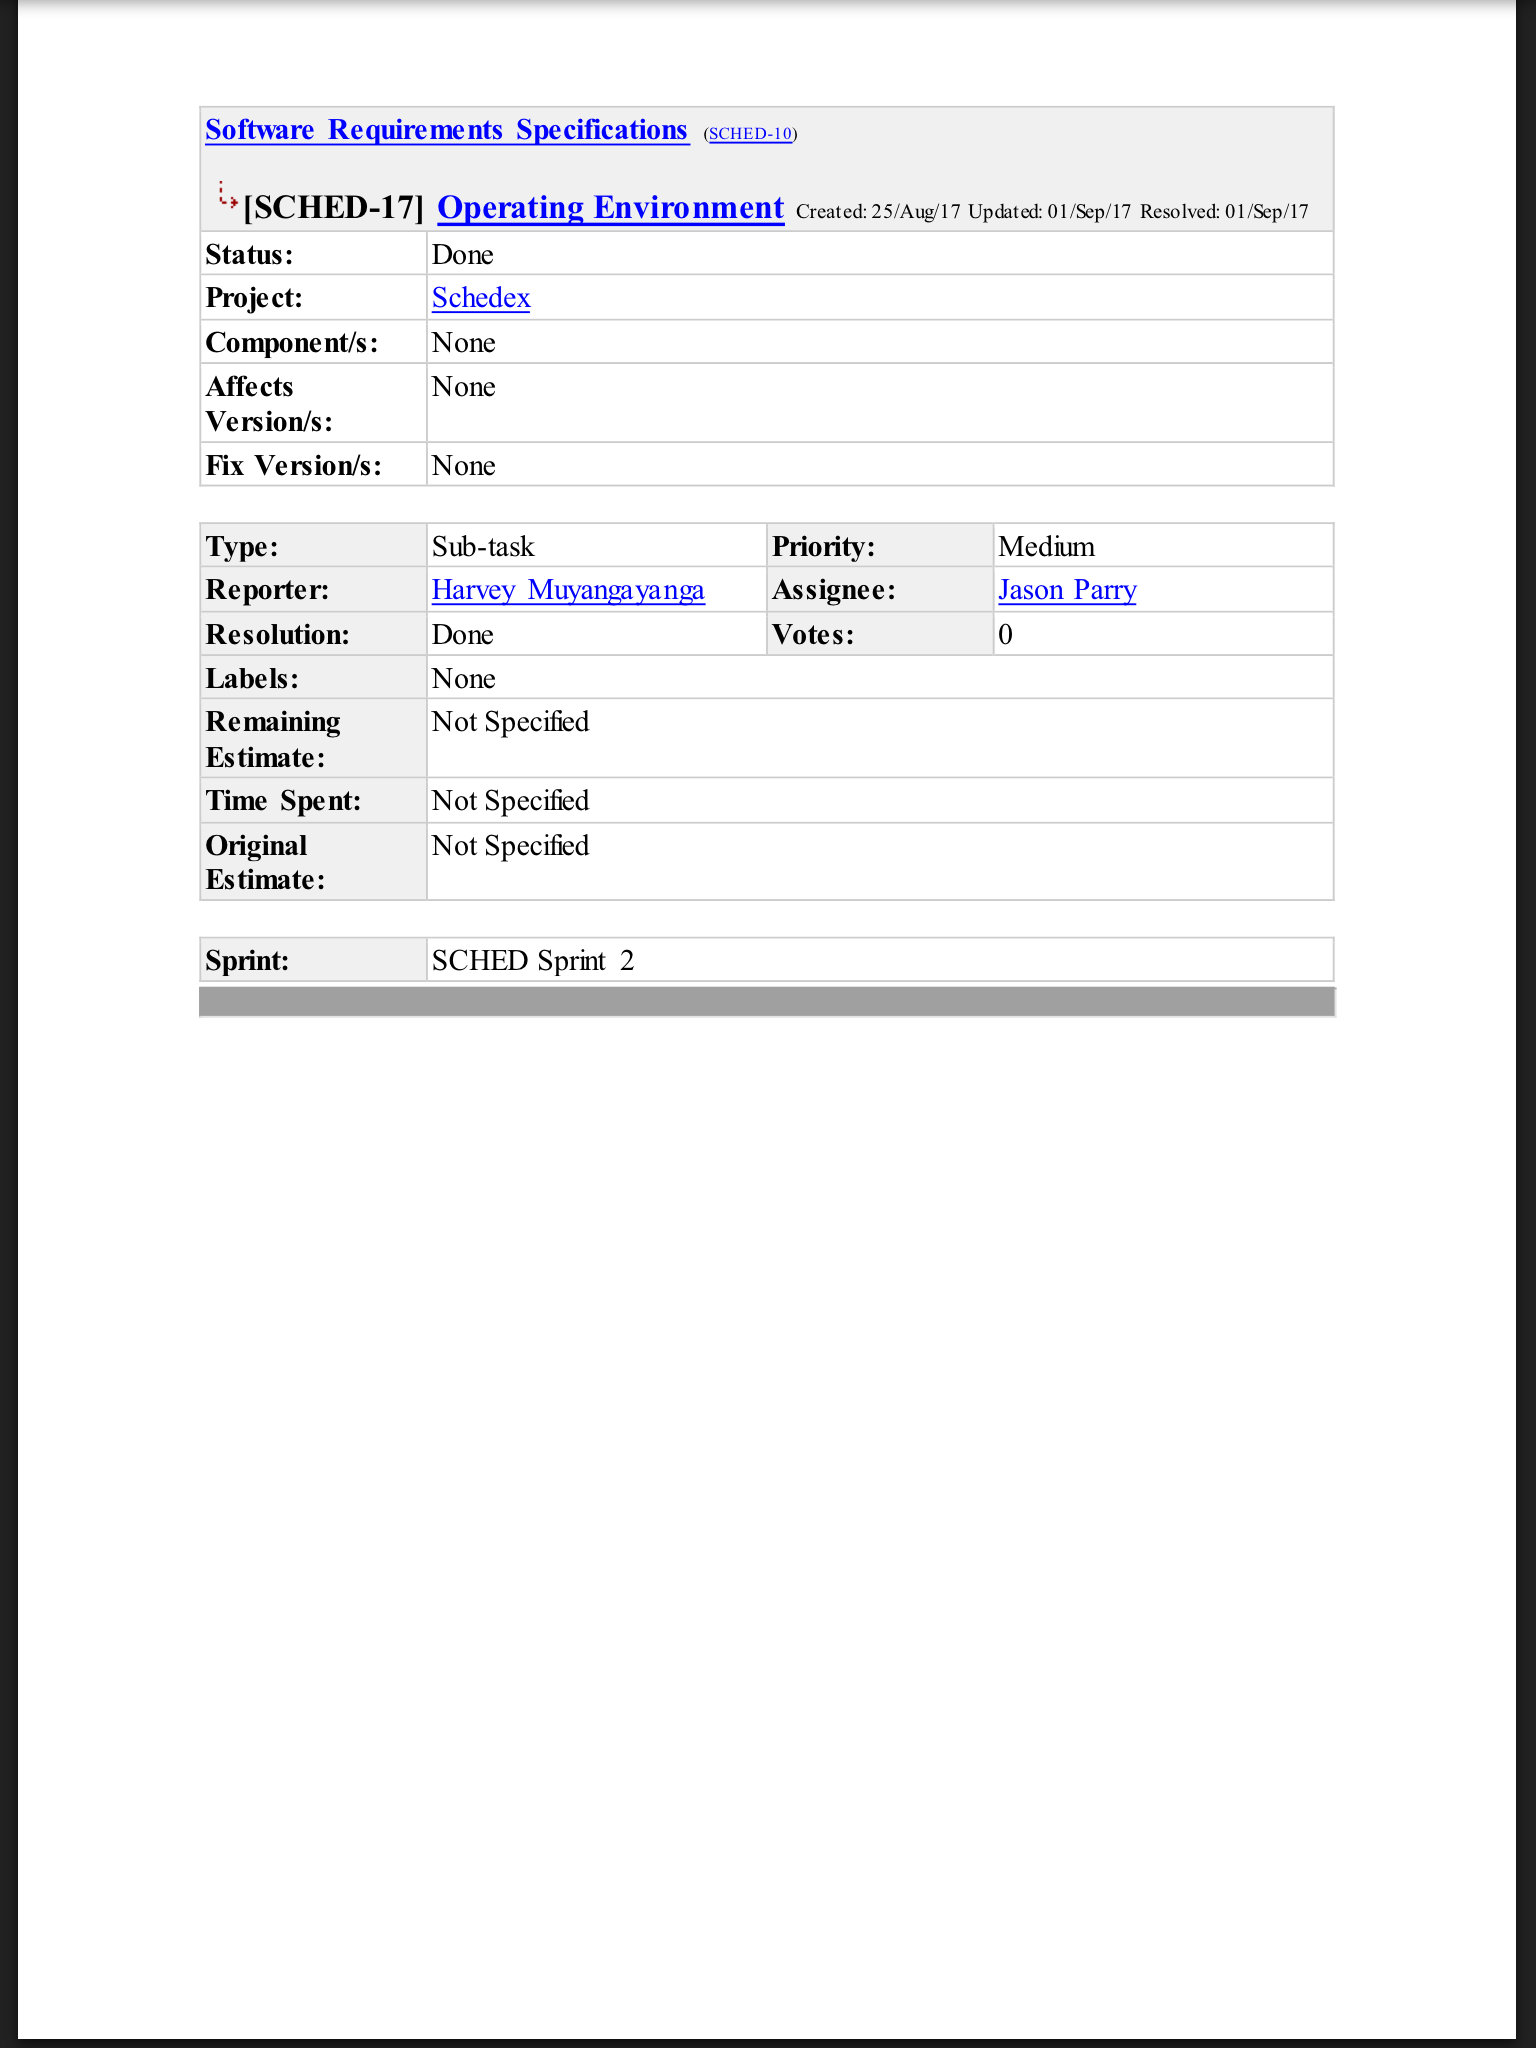 Software Requirements Specifications (SCHED-10)
[SCHED-17] Operating Environment Created: 25/Aug/17 Updated: 01/Sep/17 Resolved: 01/Sep/17
Status: Done
Project: Schedex
Component/s: None
Affects None
Version/s:
Fix Version/s: None
Type: Sub-task Priority: Medium
Reporter: Harvey Muyangayanga Assignee: Jason Parry
Resolution: Done Votes: 0
Labels: None
Remaining Not Specified
Estimate:
Time Spent: Not Specified
Original Not Specified
Estimate:
Sprint: SCHED Sprint 2